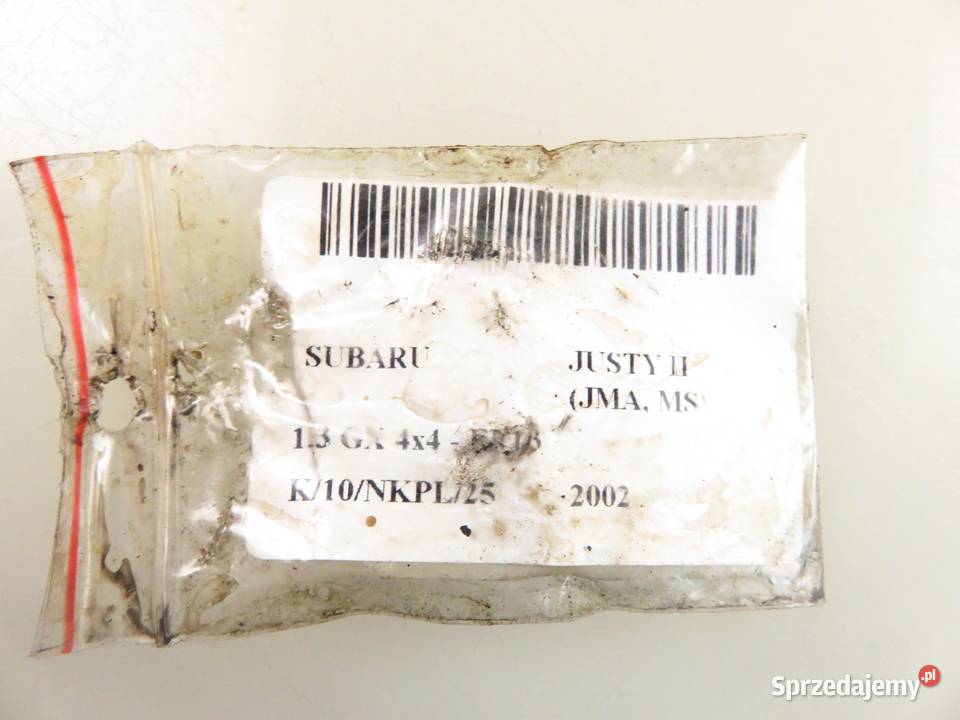 SUBARU JUSTY II
(JMA, MS)
1.3 GX 4x4 -
K/10/NKPL/25 2002
Sprzedajemy.pl